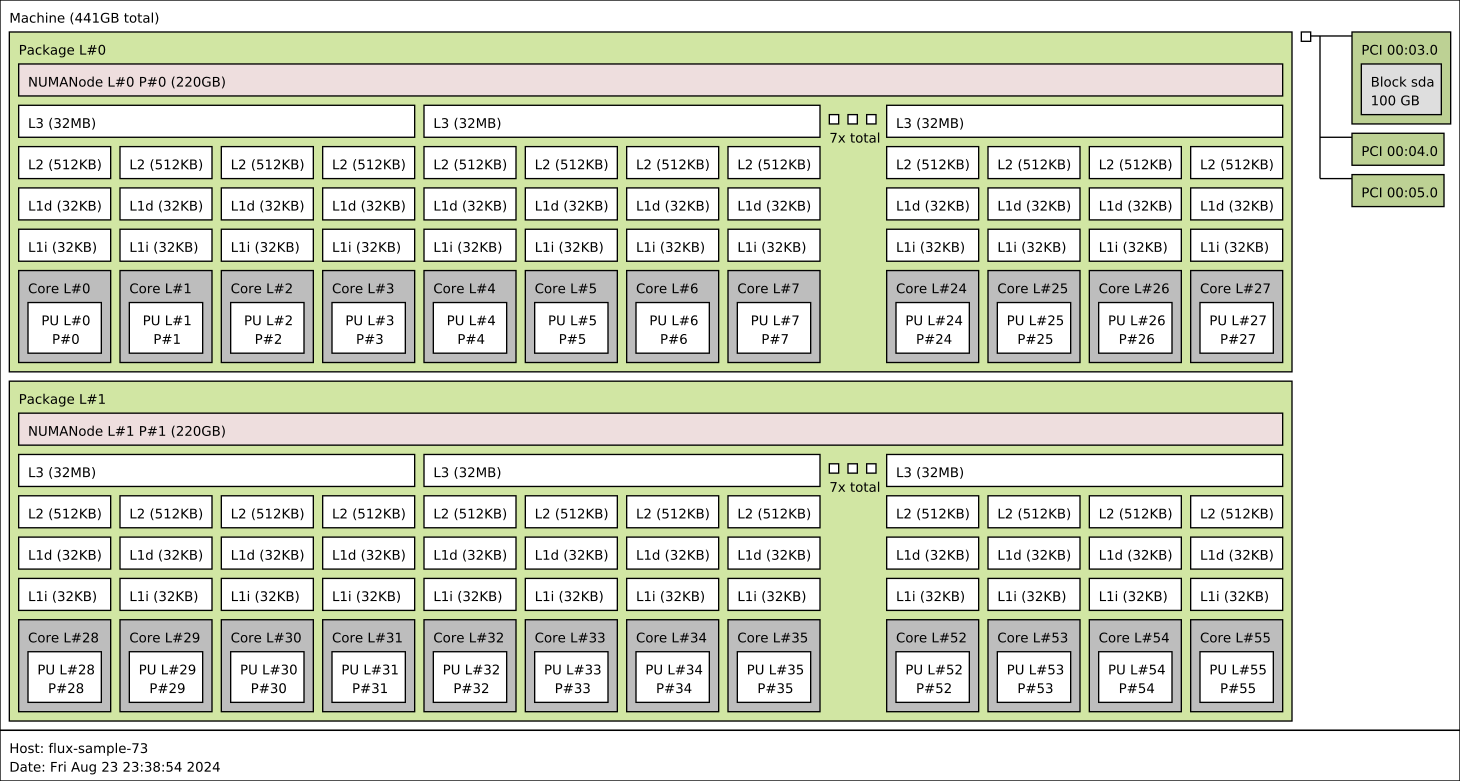 Machine (441GB total)
Package L#0
NUMANode L#0 P#0 (220GB)
L3 (32MB) L3 (32MB) 7x total L3 (32MB)
L2 (512KB) L2 (512KB) L2 (512KB) L2 (512KB) L2 (512KB) L2 (512KB) L2 (512KB) L2 (512KB) L2 (512KB) L2 (512KB) L2 (512KB) L2 (512KB)
L1d (32KB) L1d (32KB) L1d (32KB) L1d (32KB) L1d (32KB) L1d (32KB) L1d (32KB) L1d (32KB) L1d (32KB) L1d (32KB) L1d (32KB) L1d (32KB)
L1i (32KB) L1i (32KB) L1i (32KB) L1i (32KB) L1i (32KB) L1i (32KB) L1i (32KB) L1i (32KB) L1i (32KB) L1i (32KB) L1i (32KB) L1i (32KB)
Core L#0 Core L#1 Core L#2 Core L#3 Core L#4 Core L#5 Core L#6 Core L#7 Core L#24 Core L#25 Core L#26 Core L#27
PU L#0 PU L#1 PU L#2 PU L#3 PU L#4 PU L#5 PU L#6 PU L#7 PU L#24 PU L#25 PU L#26 PU L#27
P#0 P#1 P#2 P#3 P#4 P#5 P#6 P#7 P#24 P#25 P#26 P#27
Package L#1
NUMANode L#1 P#1 (220GB)
L3 (32MB) L3 (32MB) 7x total L3 (32MB)
L2 (512KB) L2 (512KB) L2 (512KB) L2 (512KB) L2 (512KB) L2 (512KB) L2 (512KB) L2 (512KB) L2 (512KB) L2 (512KB) L2 (512KB) L2 (512KB)
L1d (32KB) L1d (32KB) L1d (32KB) L1d (32KB) L1d (32KB) L1d (32KB) L1d (32KB) L1d (32KB) L1d (32KB) L1d (32KB) L1d (32KB) L1d (32KB)
L1i (32KB) L1i (32KB) L1i (32KB) L1i (32KB) L1i (32KB) L1i (32KB) L1i (32KB) L1i (32KB) L1i (32KB) L1i (32KB) L1i (32KB) L1i (32KB)
Core L#28 Core L#29 Core L#30 Core L#31 Core L#32 Core L#33 Core L#34 Core L#35 Core L#52 Core L#53 Core L#54 Core L#55
PU L#28 PU L#29 PU L#30 PU L#31 PU L#32 PU L#33 PU L#34 PU L#35 PU L#52 PU L#53 PU L#54 PU L#55
P#28 P#29 P#30 P#31 P#32 P#33 P#34 P#35 P#52 P#53 P#54 P#55
PCI 00:03.0
Block sda
100 GB
PCI 00:04.0
PCI 00:05.0
Host: flux-sample-73
Date: Fri Aug 23 23:38:54 2024